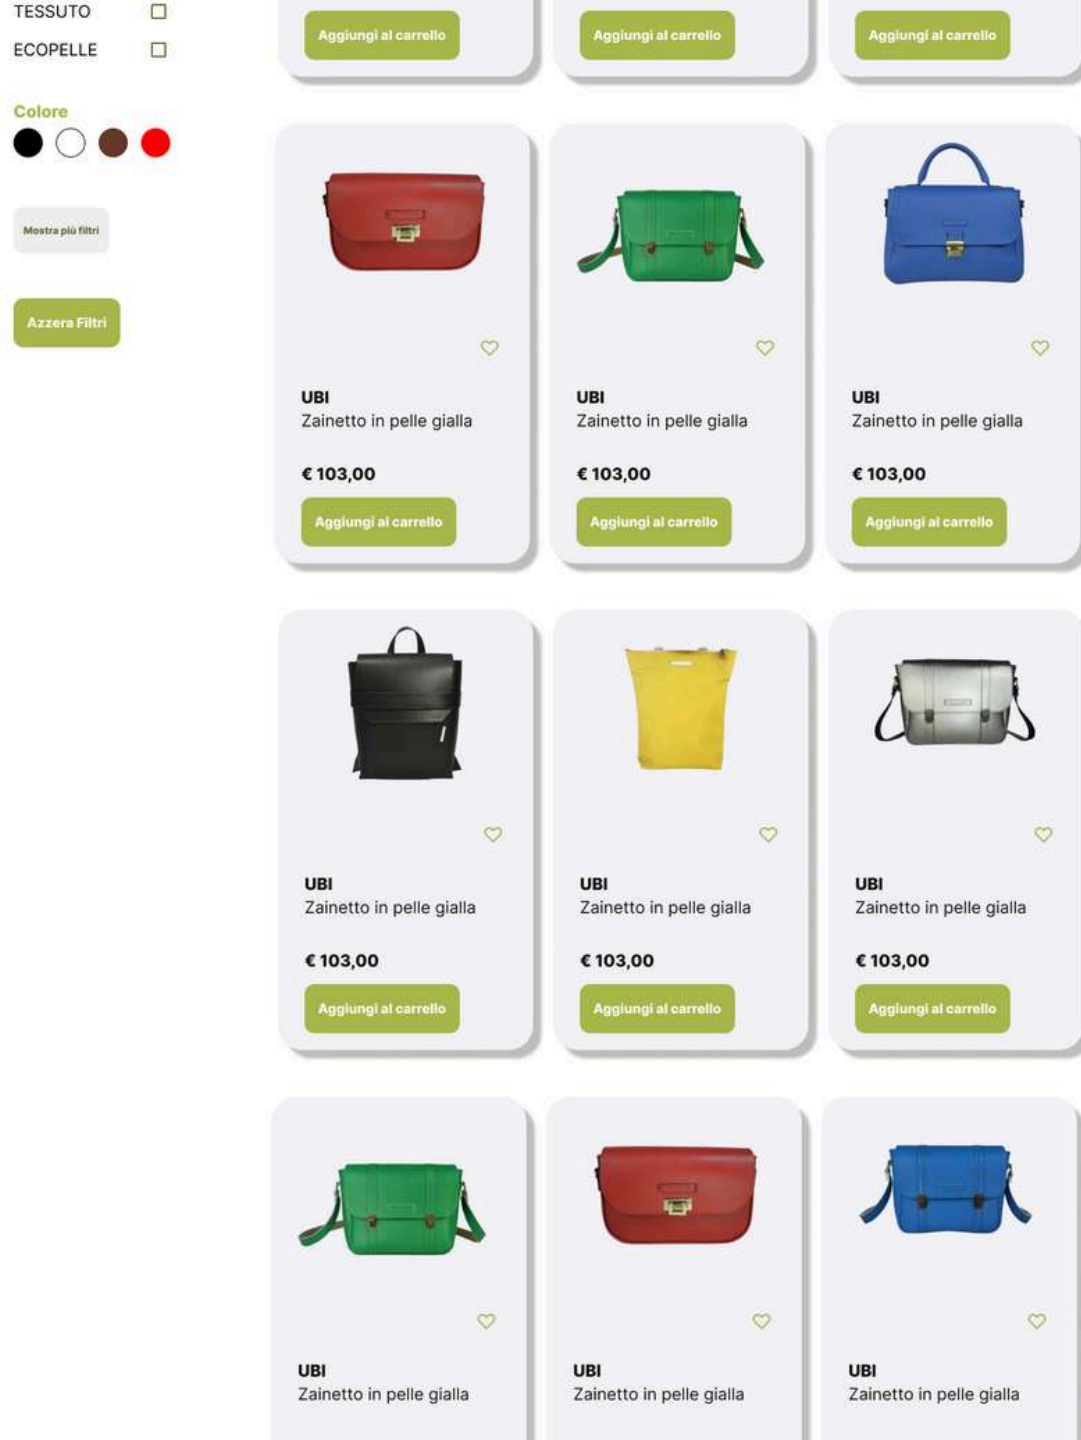 TESSUTO
ECOPELLE
Colore
Mostra più filtri
Azzera Filtri
Aggiungi al carrello
Aggiungi al carrello
Aggiungi al carrello
UBI
Zainetto in pelle gialla
€ 103,00
Aggiungi al carrello
UBI
Zainetto in pelle gialla
€ 103,00
Aggiungi al carrello
UBI
Zainetto in pelle gialla
€ 103,00
Aggiungi al carrello
UBI
Zainetto in pelle gialla
€ 103,00
Aggiungi al carrello
UBI
Zainetto in pelle gialla
€ 103,00
Aggiungi al carrello
UBI
Zainetto in pelle gialla
€ 103,00
Aggiungi al carrello
UBI
Zainetto in pelle gialla
UBI
Zainetto in pelle gialla
UBI
Zainetto in pelle gialla